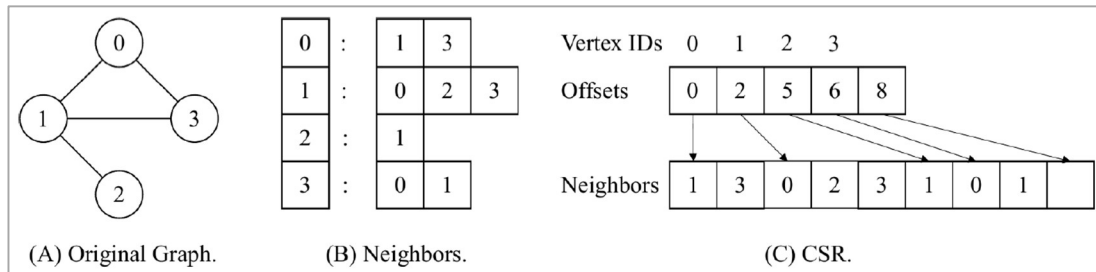 0
1
3
2
0 : 1 3
1 : 0 2 3
2 : 1
3 : 0 1
Vertex IDs 0 1 2 3
Offsets 0 2 5 6 8
Neighbors 1 3 0 2 3 1 0 1
(A) Original Graph.
(B) Neighbors.
(C) CSR.